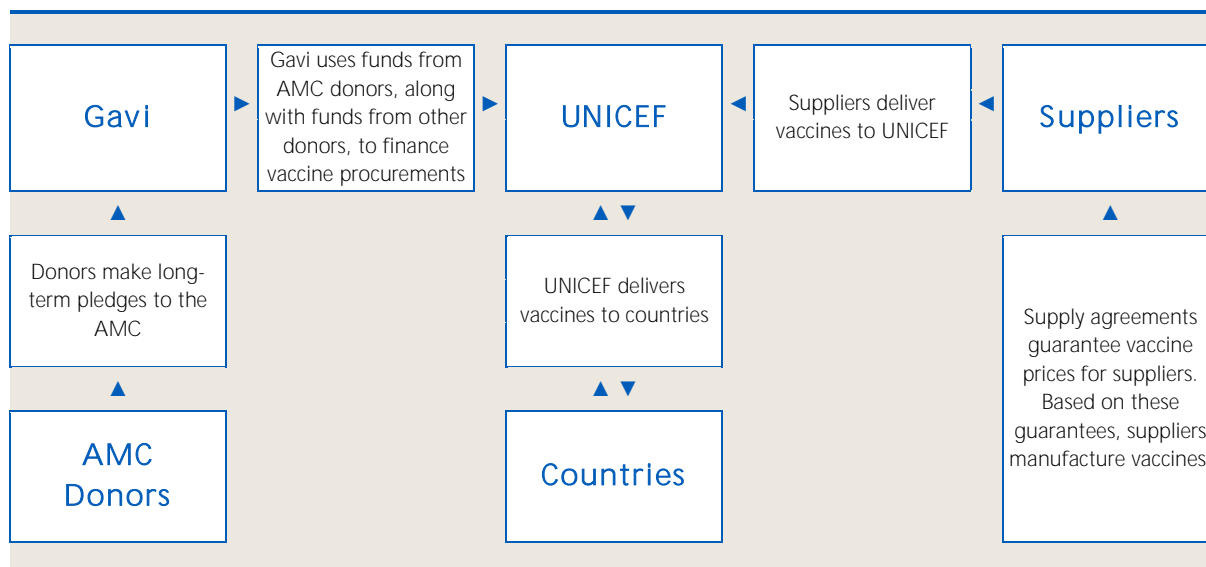 Gavi
Gavi uses funds from
AMC donors, along
with funds from other
donors, to finance
vaccine procurements
UNICEF
Suppliers deliver
vaccines to UNICEF
Suppliers
Donors make long-
term pledges to the
AMC
UNICEF delivers
vaccines to countries
Supply agreements
guarantee vaccine
prices for suppliers.
Based on these
guarantees, suppliers
manufacture vaccines
AMC
Donors
Countries